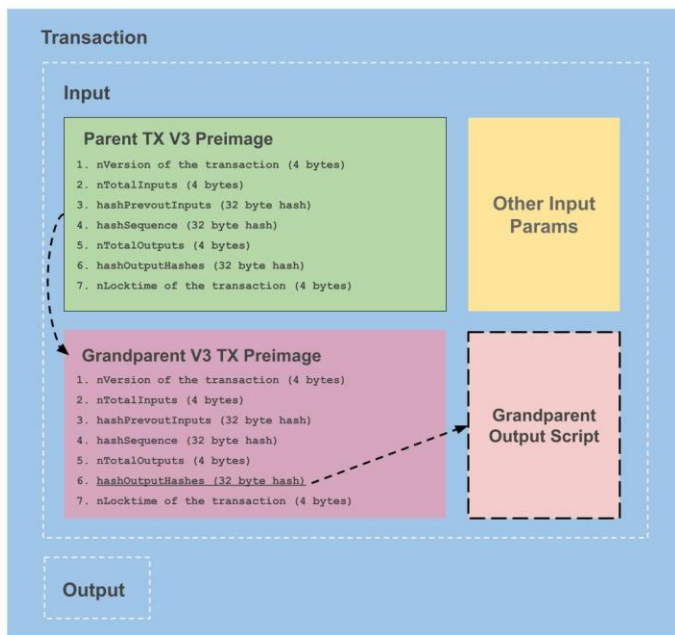 Transaction
Input
Parent TX V3 Preimage
1. nVersion of the transaction (4 bytes)
2. nTotalInputs (4 bytes)
3. hashPrevoutInputs (32 byte hash)
4. hashSequence (32 byte hash)
5. nTotalOutputs (4 bytes)
6. hashOutputHashes (32 byte hash)
7. nLocktime of the transaction (4 bytes)
Other Input
Params
Grandparent V3 TX Preimage
1. nVersion of the transaction (4 bytes)
2. nTotalInputs (4 bytes)
3. hashPrevoutInputs (32 byte hash)
4. hashSequence (32 byte hash)
5. nTotalOutputs (4 bytes)
6. hashOutputHashes (32 byte hash)
7. nLocktime of the transaction (4 bytes)
Grandparent
Output Script
Output